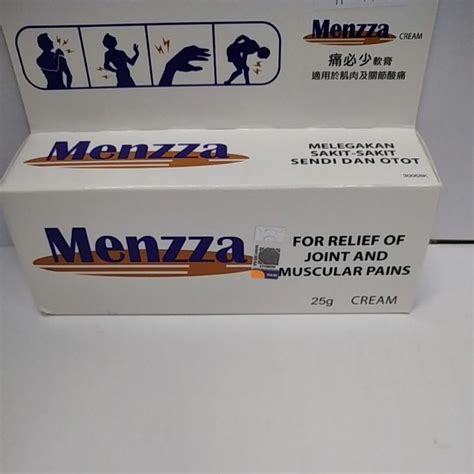 Menzza CREAM
痛必少軟膏
適用於肌肉及關節酸痛
Menzza
MELEGAKAN
SAKIT-SAKIT
SENDI DAN OTOT
Menzza
FOR RELIEF OF
JOINT AND
MUSCULAR PAINS
25g CREAM